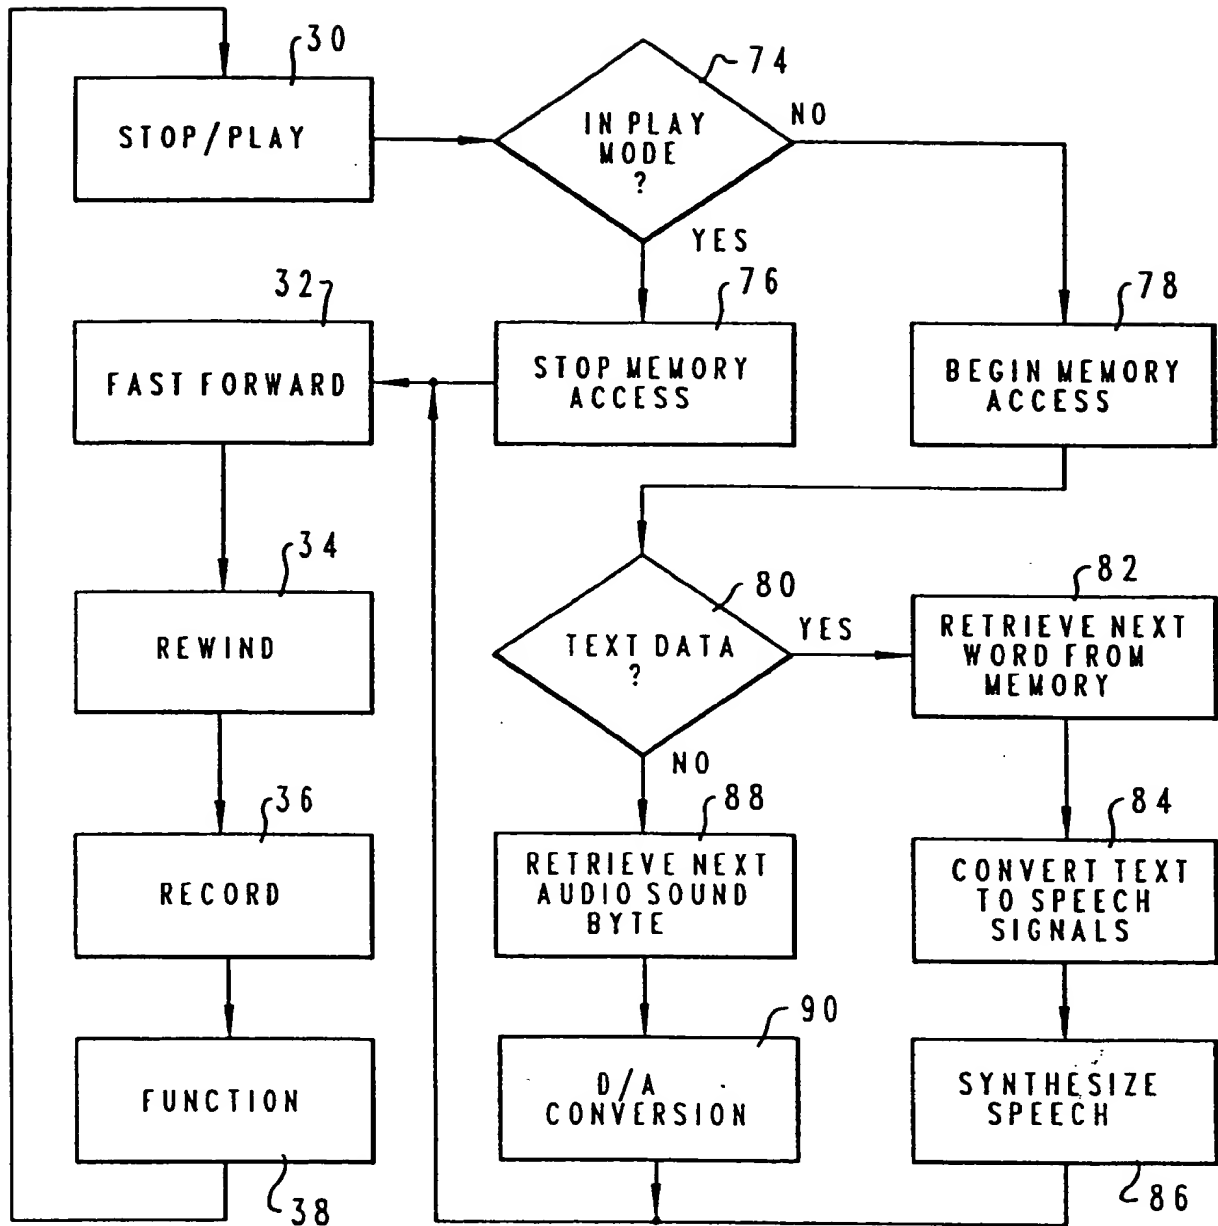 30
STOP/PLAY
74
IN PLAY
MODE
?
NO
YES
32
FAST FORWARD
76
STOP MEMORY
ACCESS
78
BEGIN MEMORY
ACCESS
34
REWIND
80
TEXT DATA
?
YES
NO
82
RETRIEVE NEXT
WORD FROM
MEMORY
36
RECORD
88
RETRIEVE NEXT
AUDIO SOUND
BYTE
84
CONVERT TEXT
TO SPEECH
SIGNALS
FUNCTION
38
90
D/A
CONVERSION
SYNTHESIZE
SPEECH
86